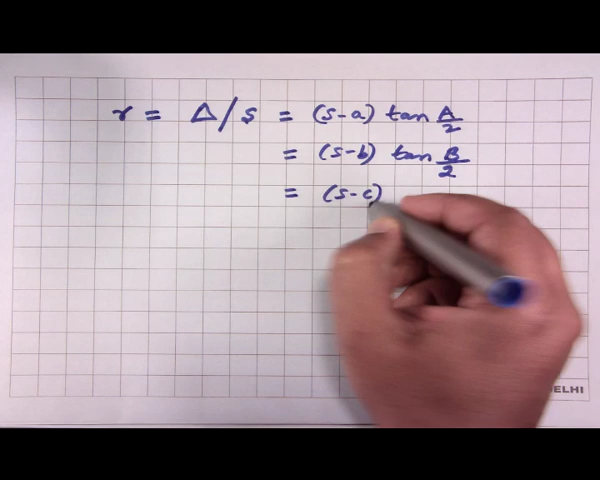 r = Δ/s = (s-a) tan A/2
= (s-b) tan B/2
= (s-c)
ELHI